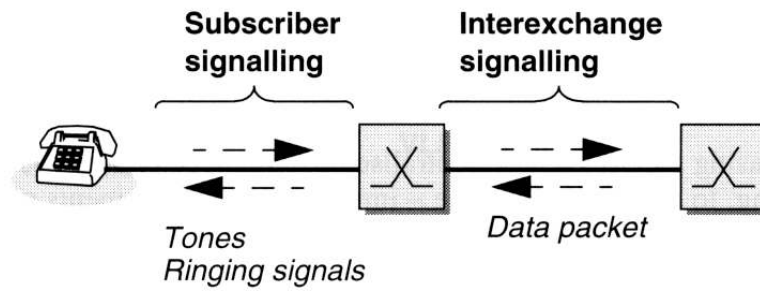 Subscriber
signalling
Interexchange
signalling
Tones
Ringing signals
Data packet